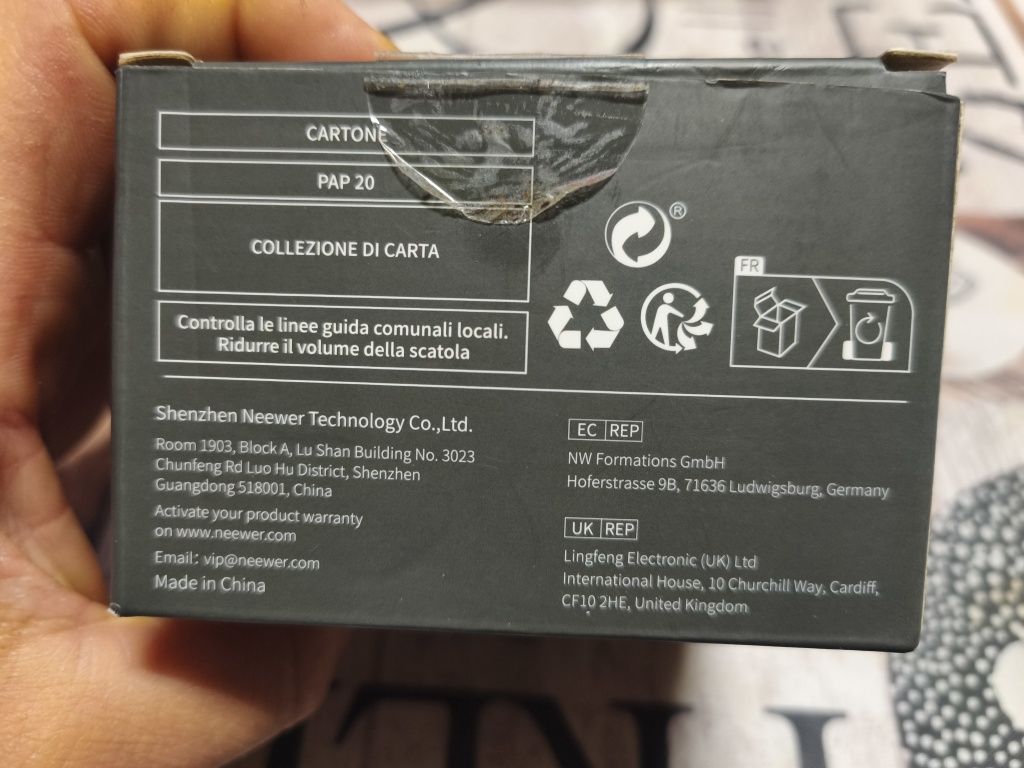 CARTONE
PAP 20
COLLEZIONE DI CARTA
Controlla le linee guida comunali locali.
Ridurre il volume della scatola
®
FR
Shenzhen Neewer Technology Co.,Ltd.
Room 1903, Block A, Lu Shan Building No. 3023
Chunfeng Rd Luo Hu District, Shenzhen
Guangdong 518001, China
Activate your product warranty
on www.neewer.com
Email: vip@neewer.com
Made in China
EC REP
NW Formations GmbH
Hoferstrasse 9B, 71636 Ludwigsburg, Germany
UK REP
Lingfeng Electronic (UK) Ltd
International House, 10 Churchill Way, Cardiff,
CF10 2HE, United Kingdom